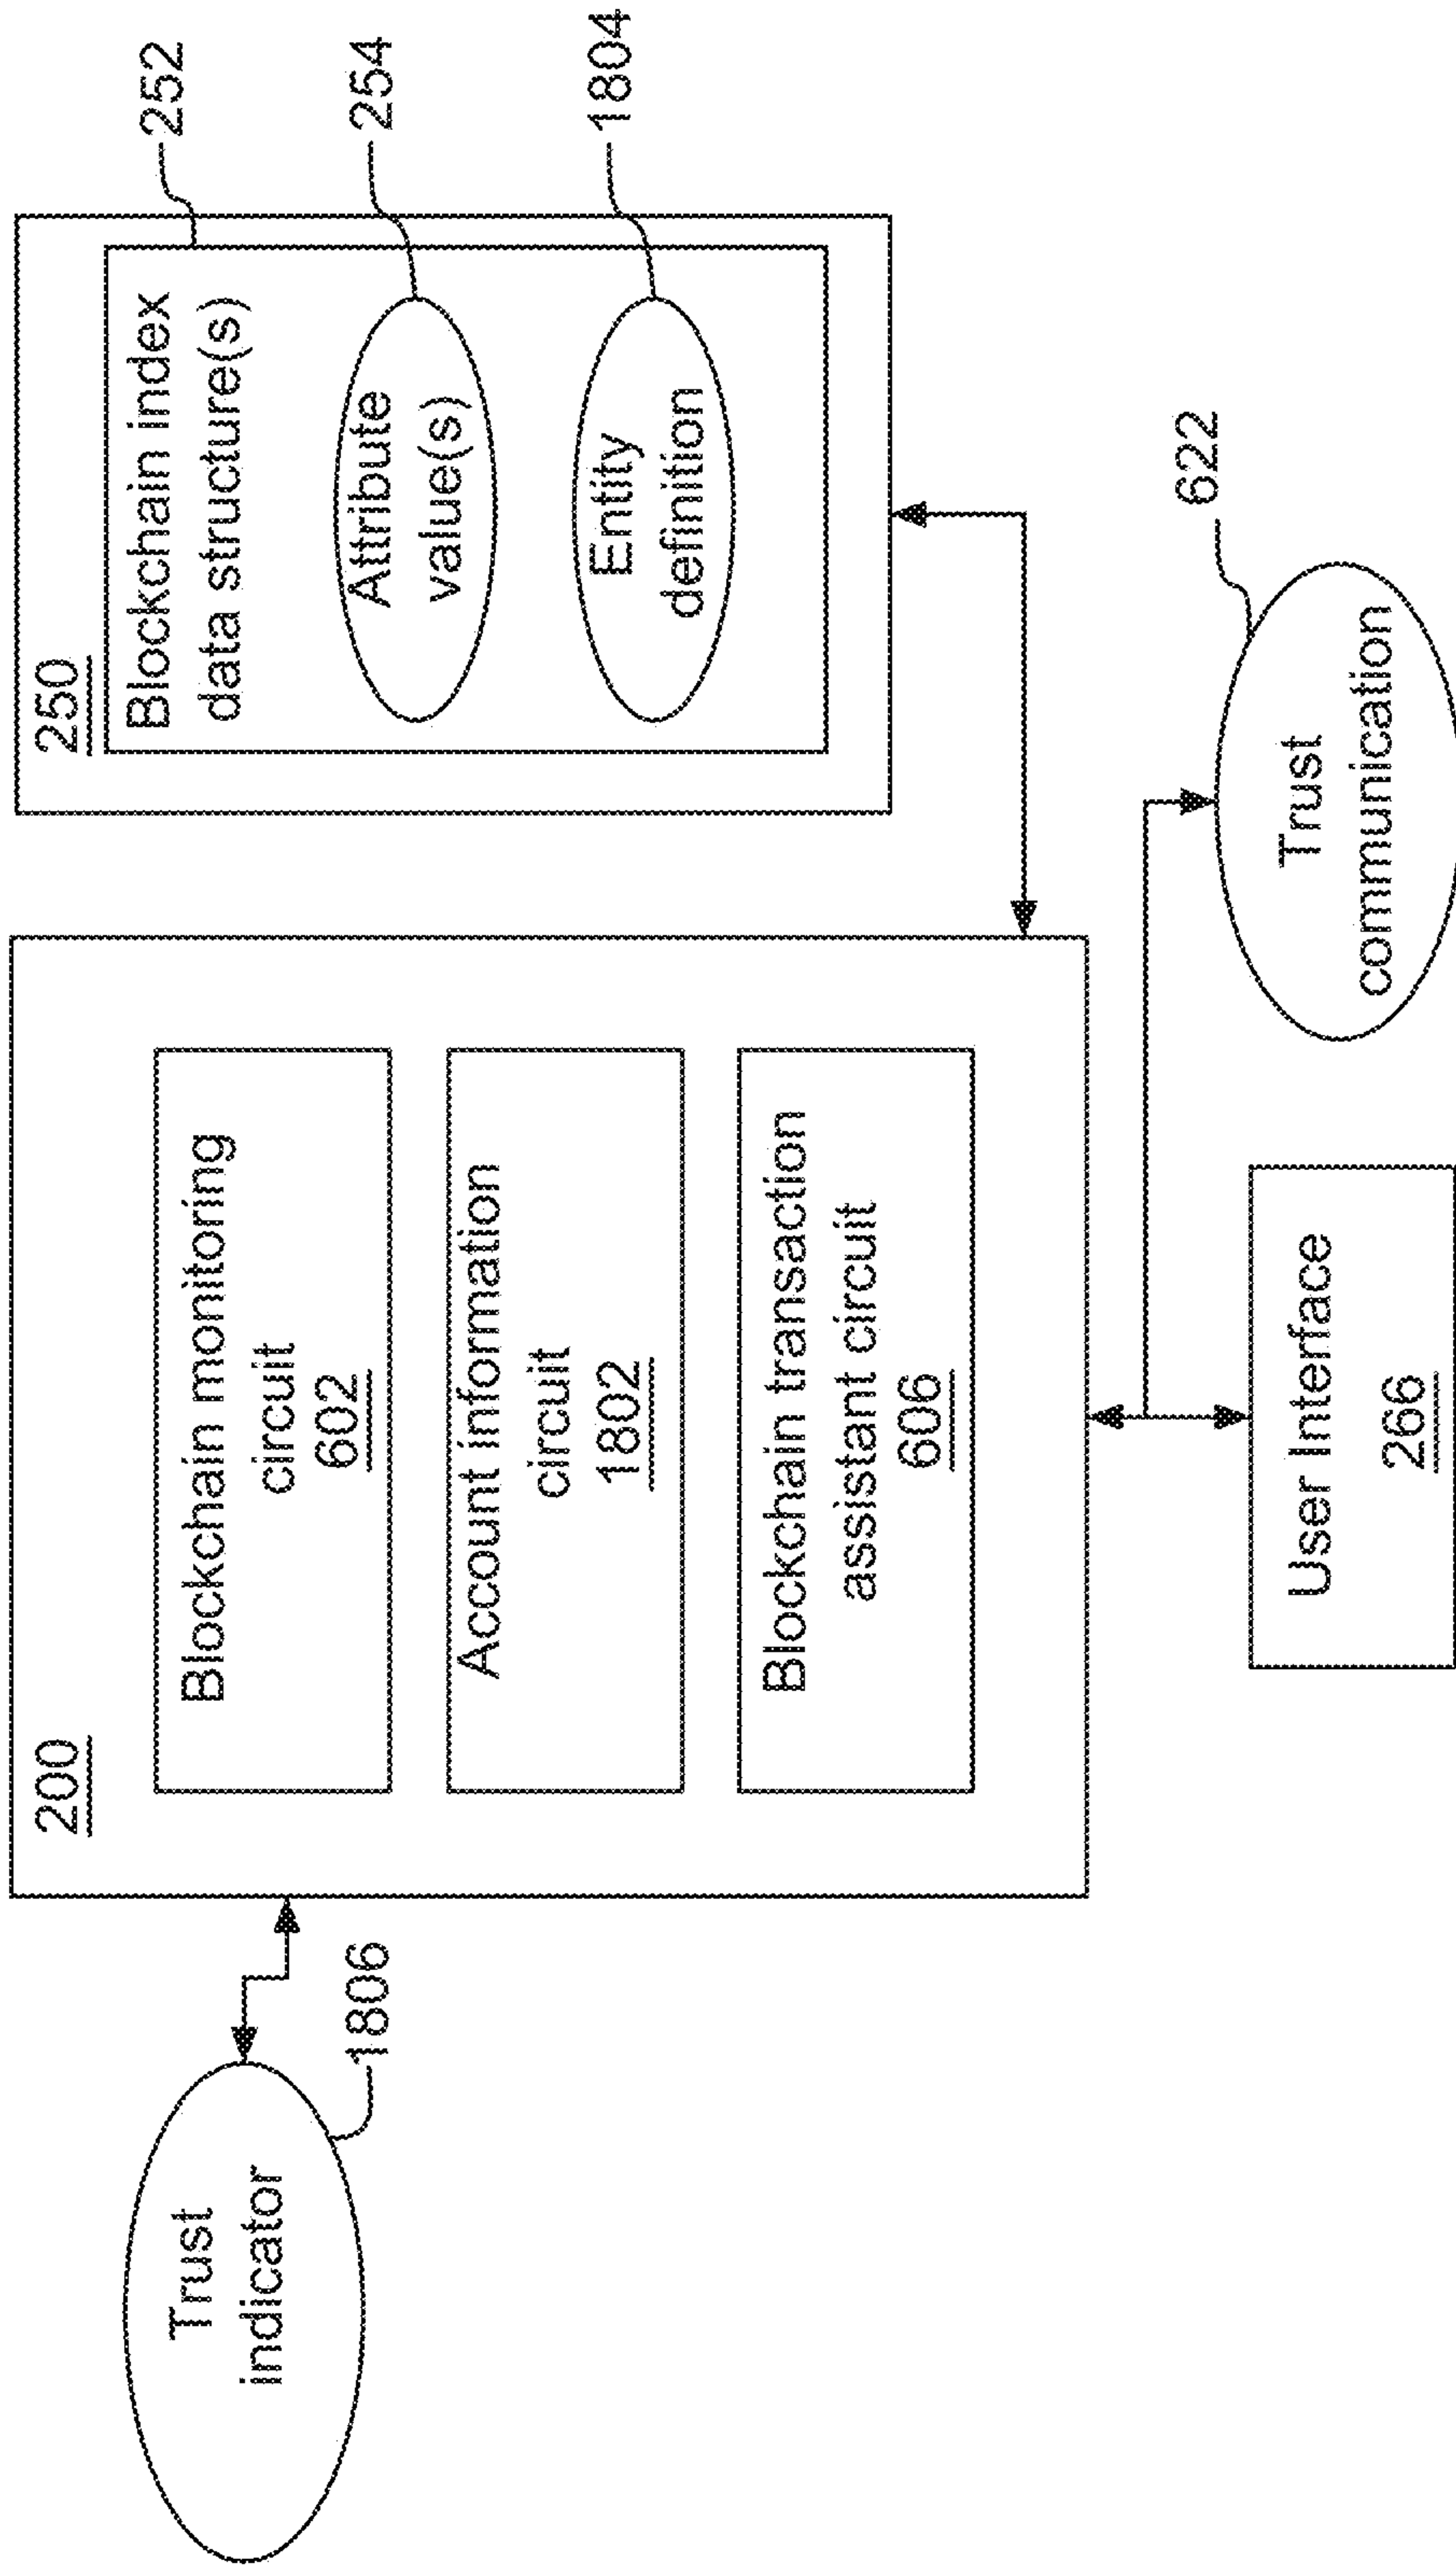 Trust
indicator
1806
200
Blockchain monitoring
circuit
602
Account information
circuit
1802
Blockchain transaction
assistant circuit
606
250
Blockchain index
data structure(s)
Attribute
value(s)
Entity
definition
252
254
1804
User Interface
266
Trust
communication
622